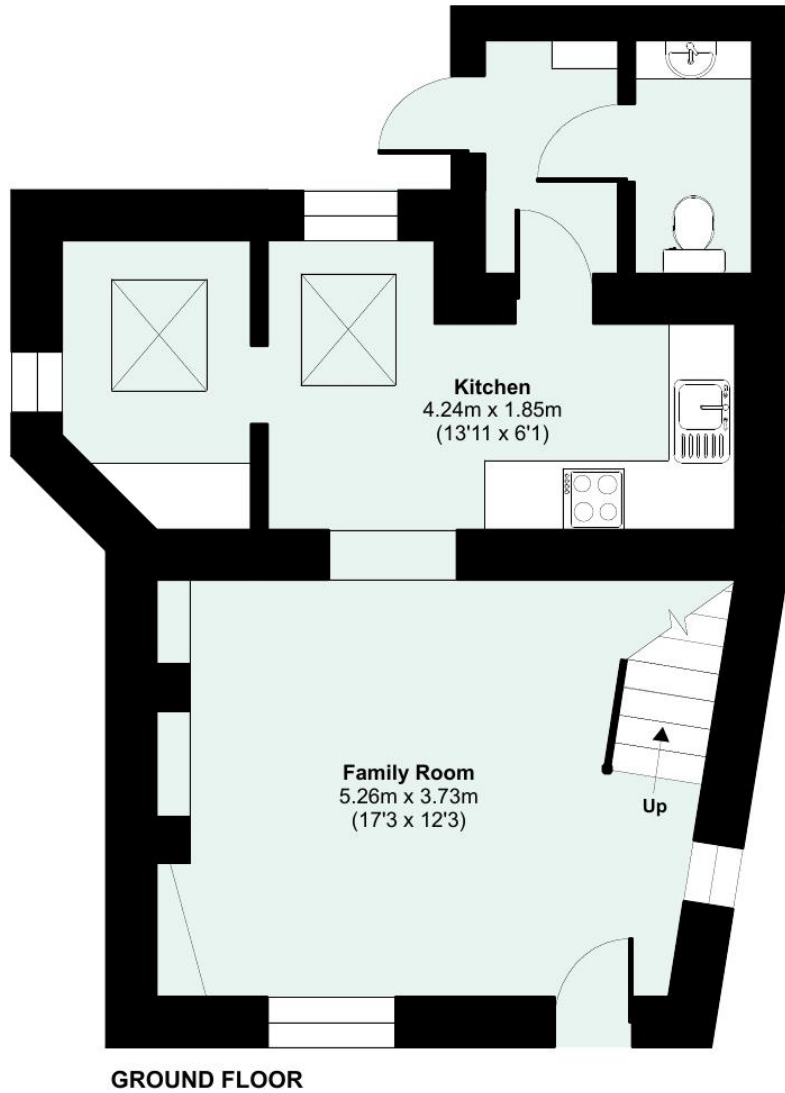 Kitchen
4.24m x 1.85m
(13'11 x 6'1)
Family Room
5.26m x 3.73m
(17'3 x 12'3)
Up
GROUND FLOOR